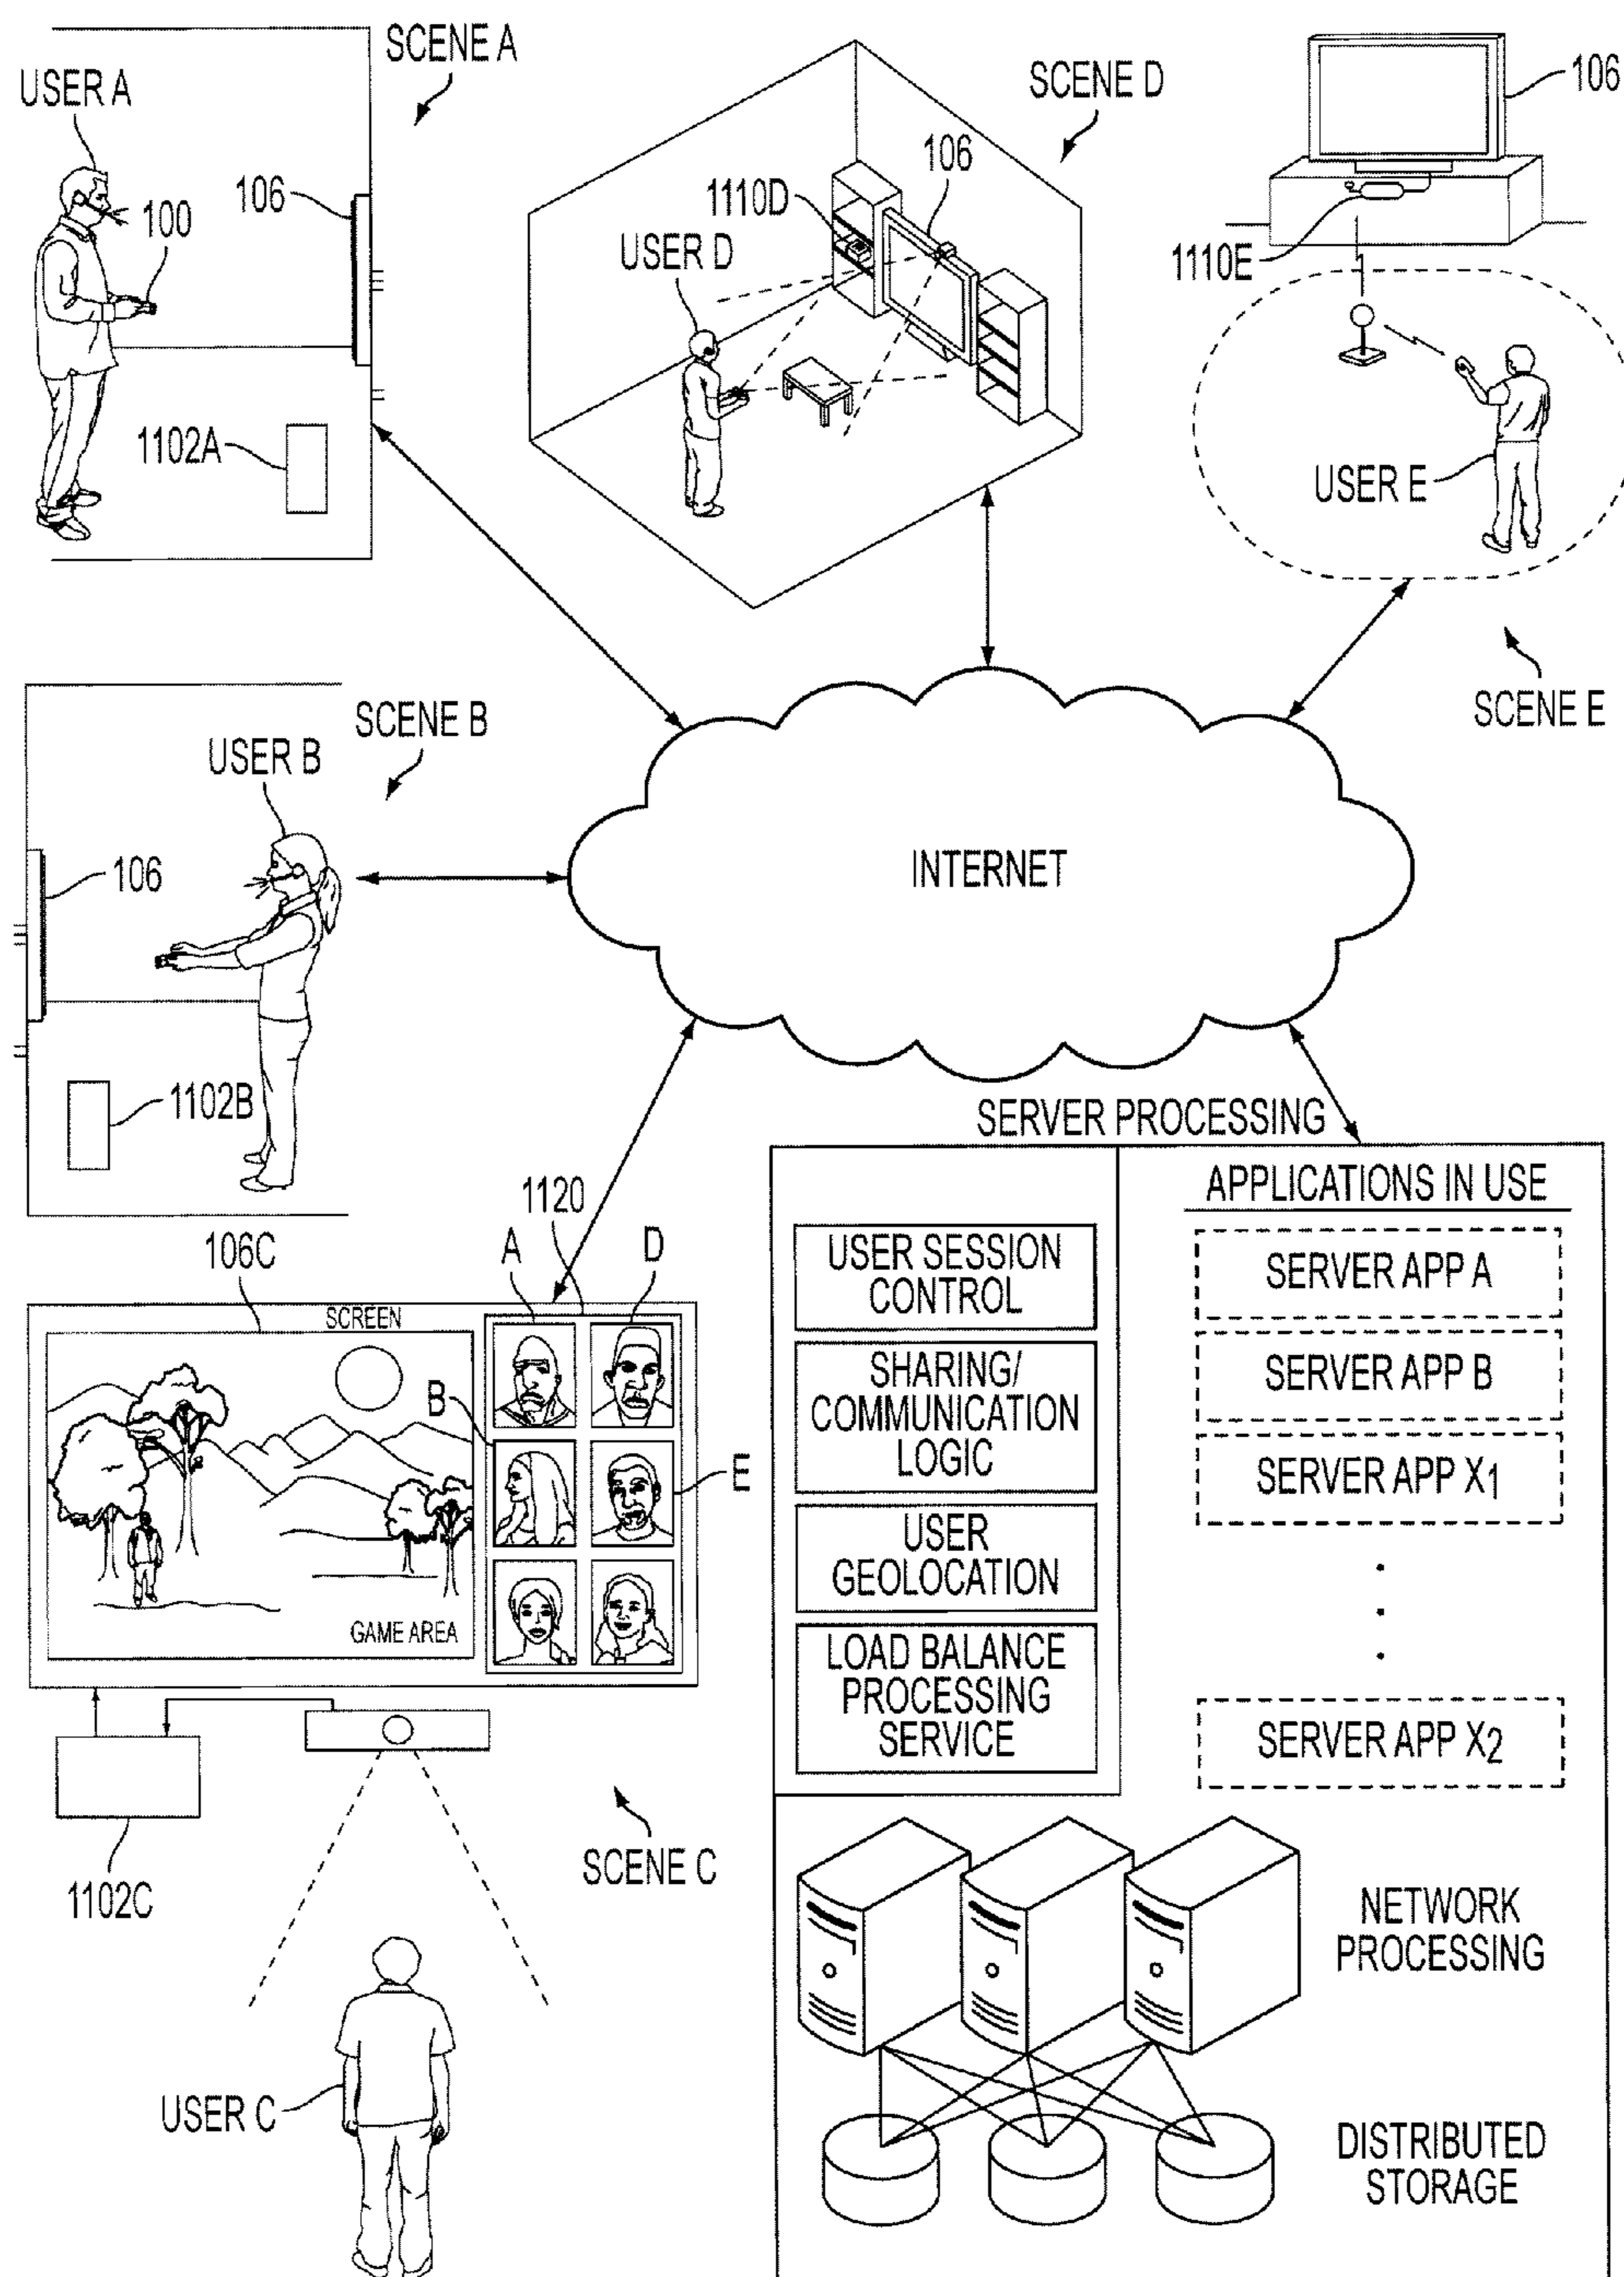 SCENE A
USER A
100
106
1102A
SCENE D
106
1110D
USER D
106
1110E
USER E
SCENE E
SCENE B
USER B
106
1102B
INTERNET
SERVER PROCESSING
1120
106C
A
D
SCREEN
B
E
GAME AREA
1102C
SCENE C
USER C
USER SESSION
CONTROL
SHARING/
COMMUNICATION
LOGIC
USER
GEOLOCATION
LOAD BALANCE
PROCESSING
SERVICE
APPLICATIONS IN USE
SERVER APP A
SERVER APP B
SERVER APP X1
SERVER APP X2
NETWORK
PROCESSING
DISTRIBUTED
STORAGE